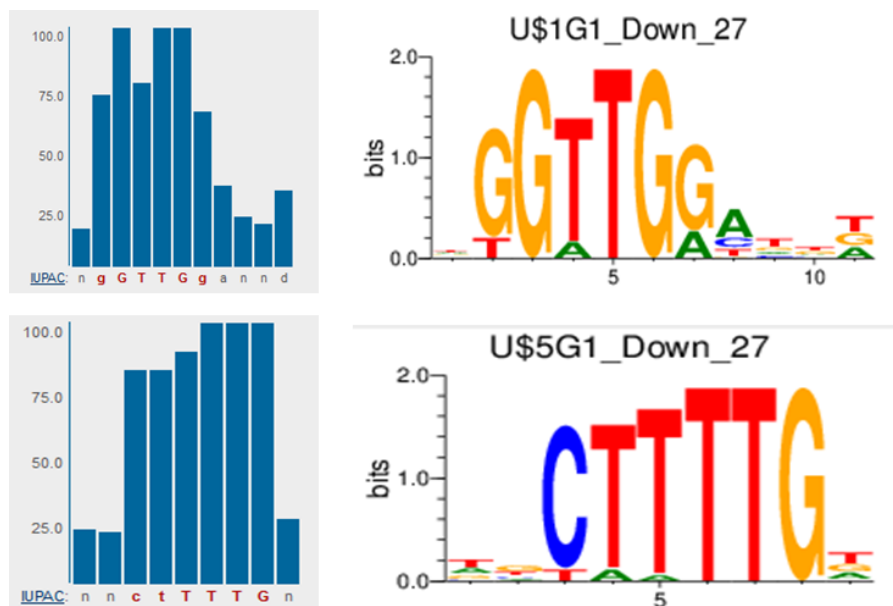 100.0
75.0
50.0
25.0
IUPAC: n g G T T G g a n n d
U$1G1_Down_27
2.0
bits
1.0
0.0
G G T T G G A
T A A C T T T
G
A
5 10
100.0
75.0
50.0
25.0
IUPAC: n n c t T T T G n
U$5G1_Down_27
2.0
bits
1.0
0.0
C T T T T G
T A A
5